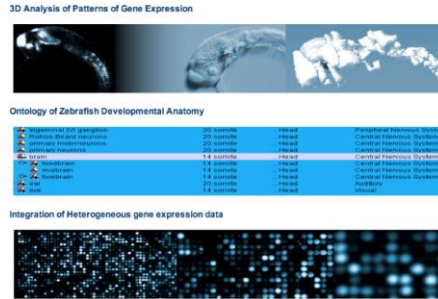 3D Analysis of Patterns of Gene Expression
Ontology of Zebrafish Developmental Anatomy
trigeminal (V) ganglion 20 somite ...Head Peripheral Nervous System
Rohon-Beard neurons 20 somite ...Head Central Nervous System
primary motorneurons 20 somite ...Head Central Nervous System
primary neurons 20 somite ...Head Central Nervous System
brain 14 somite ...Head Central Nervous System
hindbrain 14 somite ...Head Central Nervous System
midbrain 14 somite ...Head Central Nervous System
forebrain 14 somite ...Head Central Nervous System
ear 20 somite ...Head Auditory
eye 14 somite ...Head Visual
Integration of Heterogeneous gene expression data